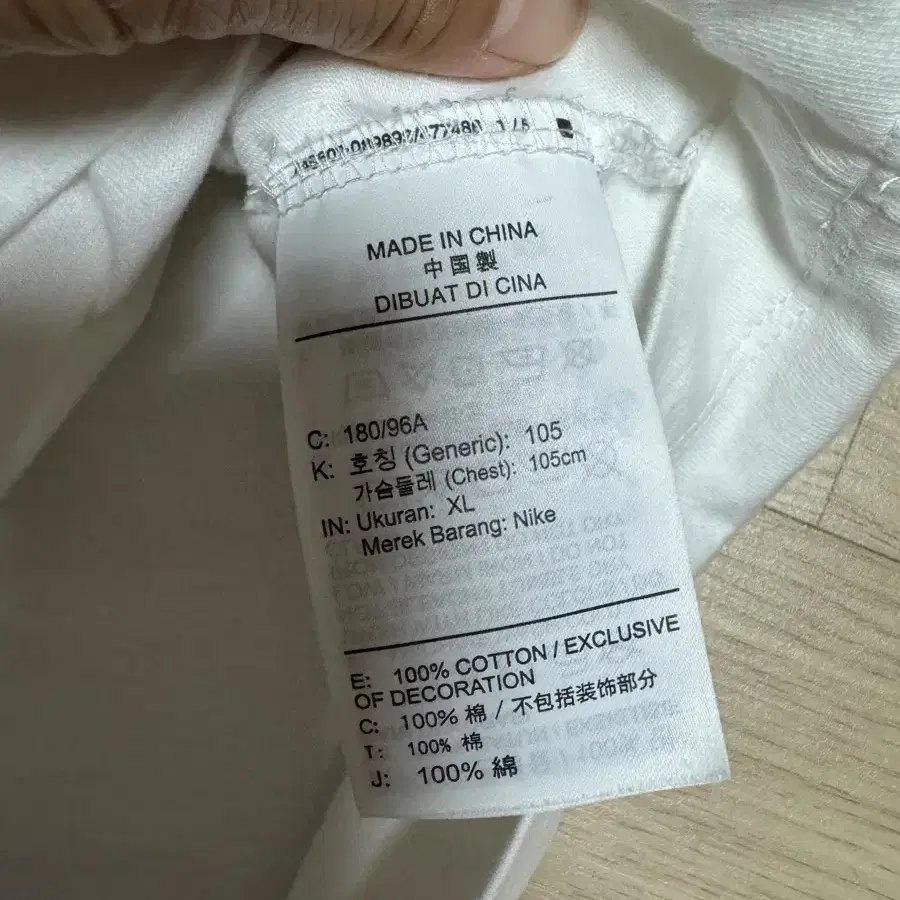 MADE IN CHINA
中國製
DIBUAT DI CINA
C: 180/96A
K: 호칭 (Generic): 105
가슴둘레 (Chest): 105cm
IN: Ukuran: XL
Merek Barang: Nike
E: 100% COTTON / EXCLUSIVE
OF DECORATION
C: 100% 棉 / 不包括装饰部分
T: 100% 棉
J: 100% 綿